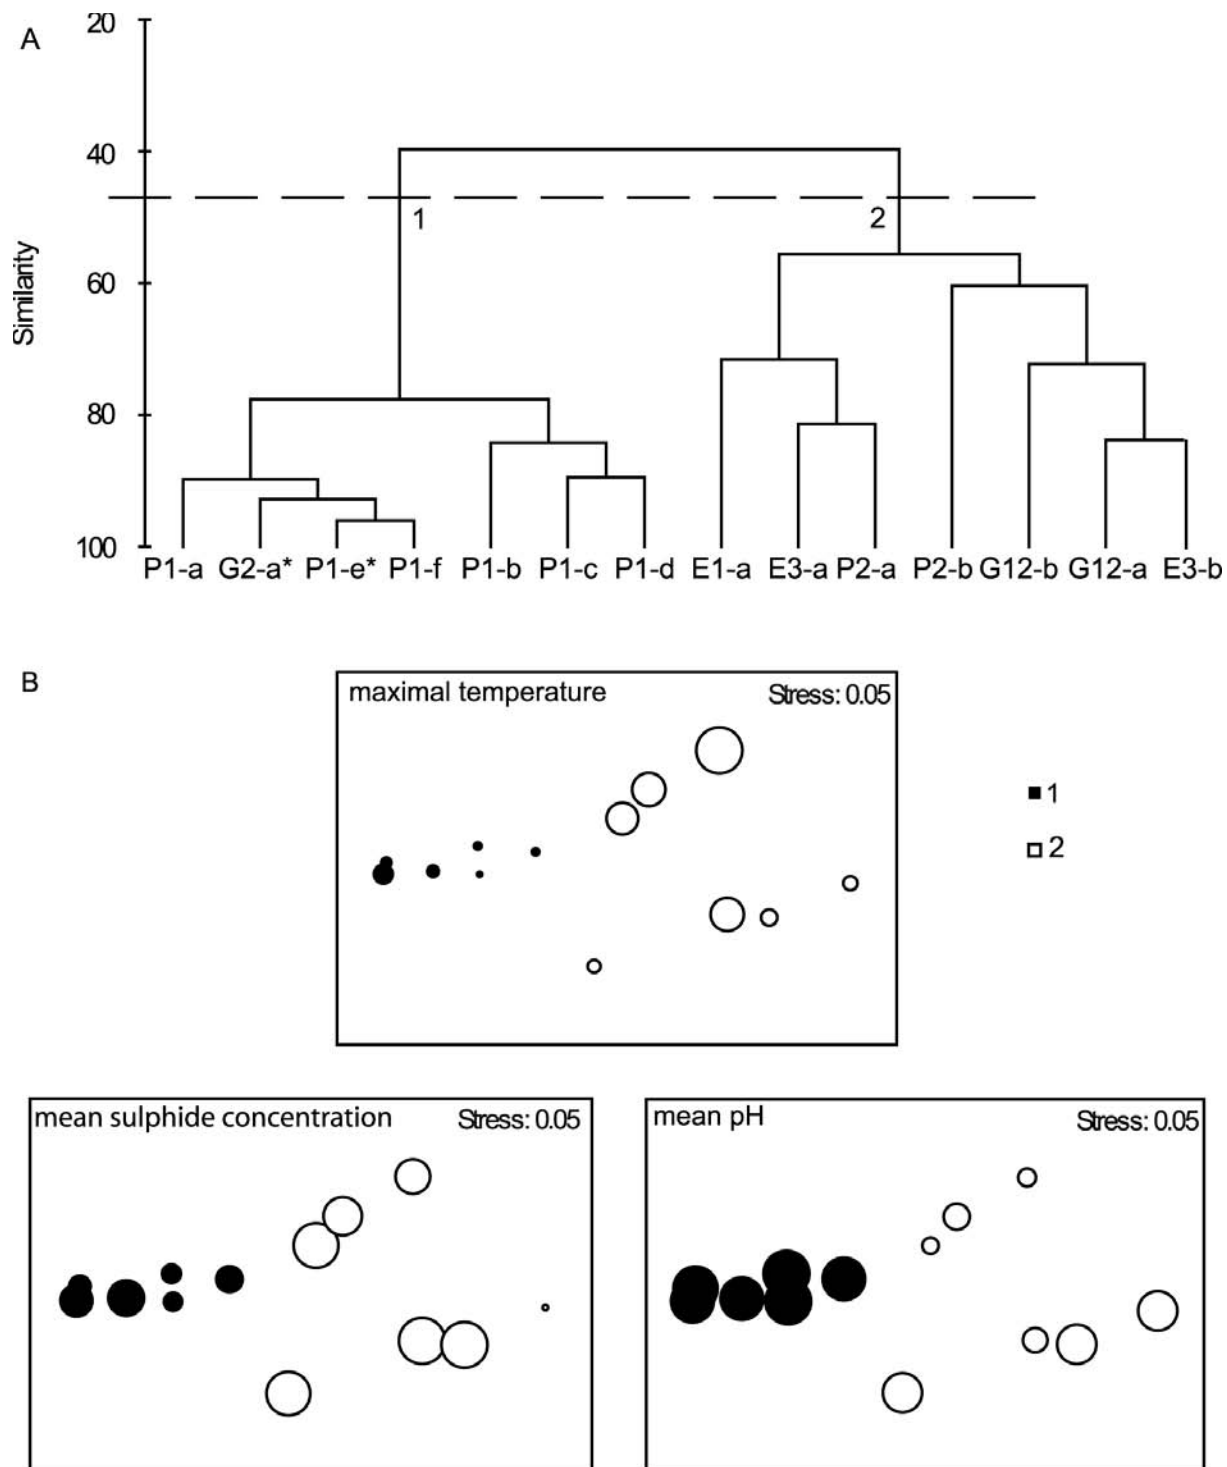 A
20
40
1
2
Similarity
60
80
100
P1-a G2-a* P1-e* P1-f P1-b P1-c P1-d E1-a E3-a P2-a P2-b G12-b G12-a E3-b
B
maximal temperature Stress: 0.05
1
2
mean sulphide concentration Stress: 0.05
mean pH Stress: 0.05